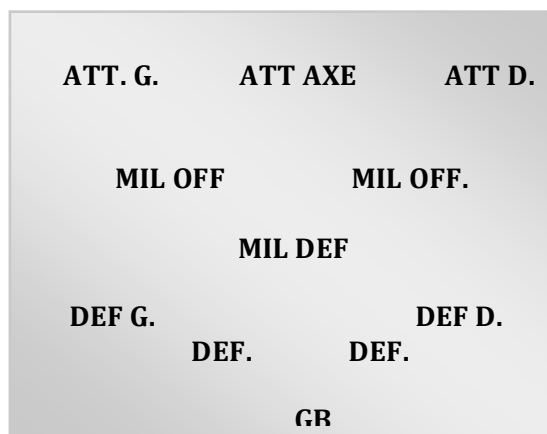 ATT. G. ATT AXE ATT D.
MIL OFF MIL OFF.
MIL DEF
DEF G. DEF D.
DEF. DEF.
GB